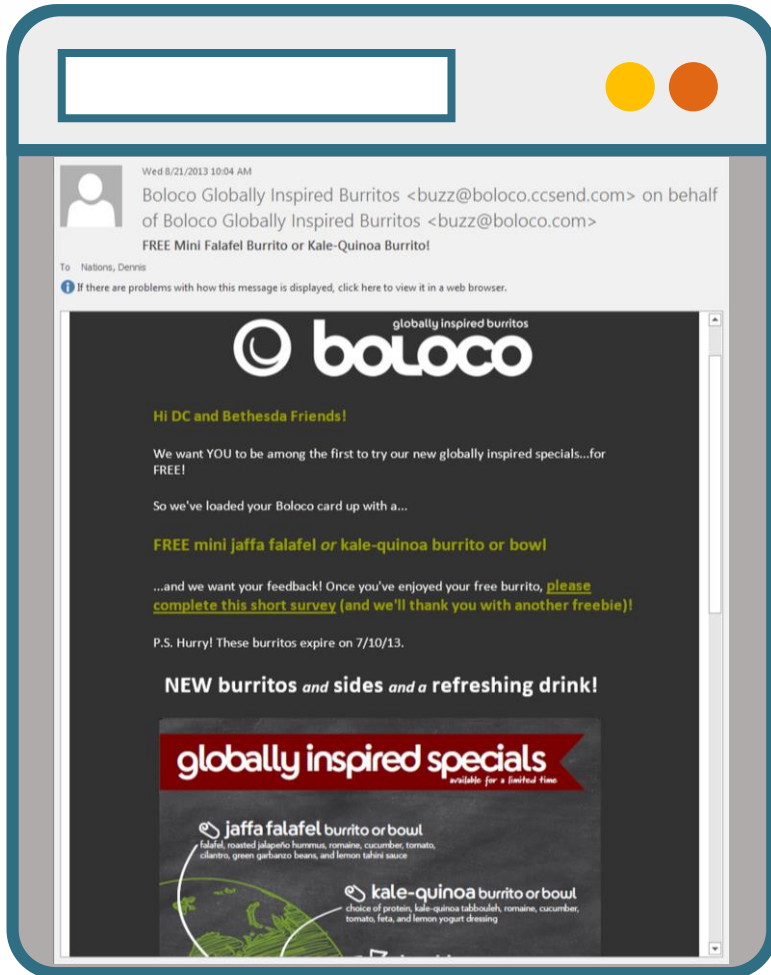 Wed 8/21/2013 10:04 AM
Boloco Globally Inspired Burritos <buzz@boloco.ccsend.com> on behalf
of Boloco Globally Inspired Burritos <buzz@boloco.com>
FREE Mini Falafel Burrito or Kale-Quinoa Burrito!
To Nations, Dennis
If there are problems with how this message is displayed, click here to view it in a web browser.
globally inspired burritos
boloco
Hi DC and Bethesda Friends!
We want YOU to be among the first to try our new globally inspired specials...for
FREE!
So we've loaded your Boloco card up with a...
FREE mini jaffa falafel or kale-quinoa burrito or bowl
...and we want your feedback! Once you've enjoyed your free burrito, please
complete this short survey (and we'll thank you with another freebie)!
P.S. Hurry! These burritos expire on 7/10/13.
NEW burritos and sides and a refreshing drink!
globally inspired specials
available for a limited time
jaffa falafel burrito or bowl
falafel, roasted jalapeño hummus, romaine, cucumber, tomato,
cilantro, green garbanzo beans, and lemon tahini sauce
kale-quinoa burrito or bowl
choice of protein, kale-quinoa tabbouleh, romaine, cucumber,
tomato, feta, and lemon yogurt dressing